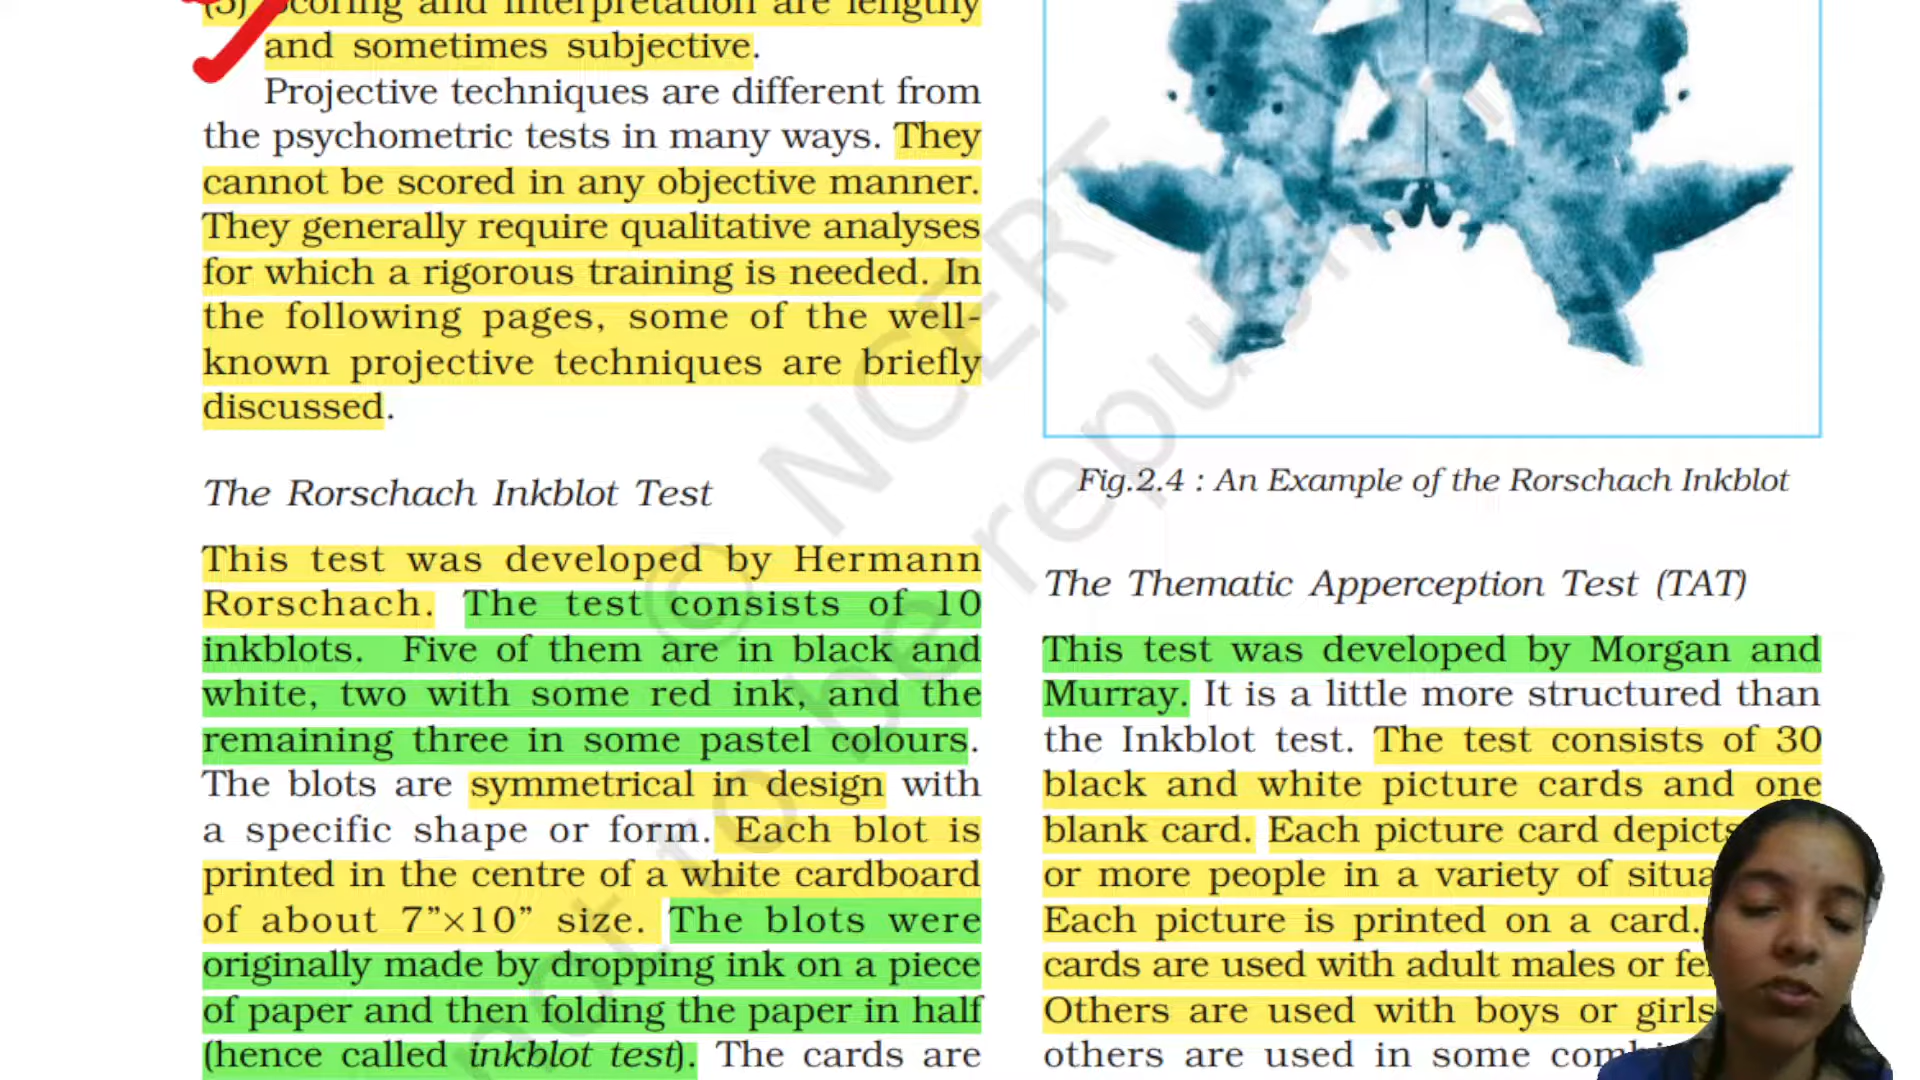 (5) Scoring and interpretation are lengthy
and sometimes subjective.
Projective techniques are different from
the psychometric tests in many ways. They
cannot be scored in any objective manner.
They generally require qualitative analyses
for which a rigorous training is needed. In
the following pages, some of the well-
known projective techniques are briefly
discussed.
The Rorschach Inkblot Test
This test was developed by Hermann
Rorschach. The test consists of 10
inkblots. Five of them are in black and
white, two with some red ink, and the
remaining three in some pastel colours.
The blots are symmetrical in design with
a specific shape or form. Each blot is
printed in the centre of a white cardboard
of about 7”×10” size. The blots were
originally made by dropping ink on a piece
of paper and then folding the paper in half
(hence called inkblot test). The cards are
Fig.2.4 : An Example of the Rorschach Inkblot
The Thematic Apperception Test (TAT)
This test was developed by Morgan and
Murray. It is a little more structured than
the Inkblot test. The test consists of 30
black and white picture cards and one
blank card. Each picture card depicts
or more people in a variety of
Each picture is printed on a card.
cards are used with adult males or
Others are used with boys or girls
others are used in some
© NCERT
not to be